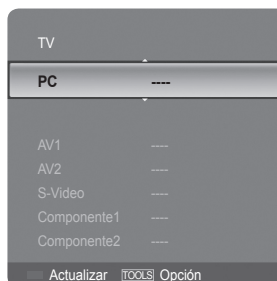 TV
PC ----
AV1 ----
AV2 ----
S-Video ----
Componente1 ----
Componente2 ----
Actualizar TOOLS Opción